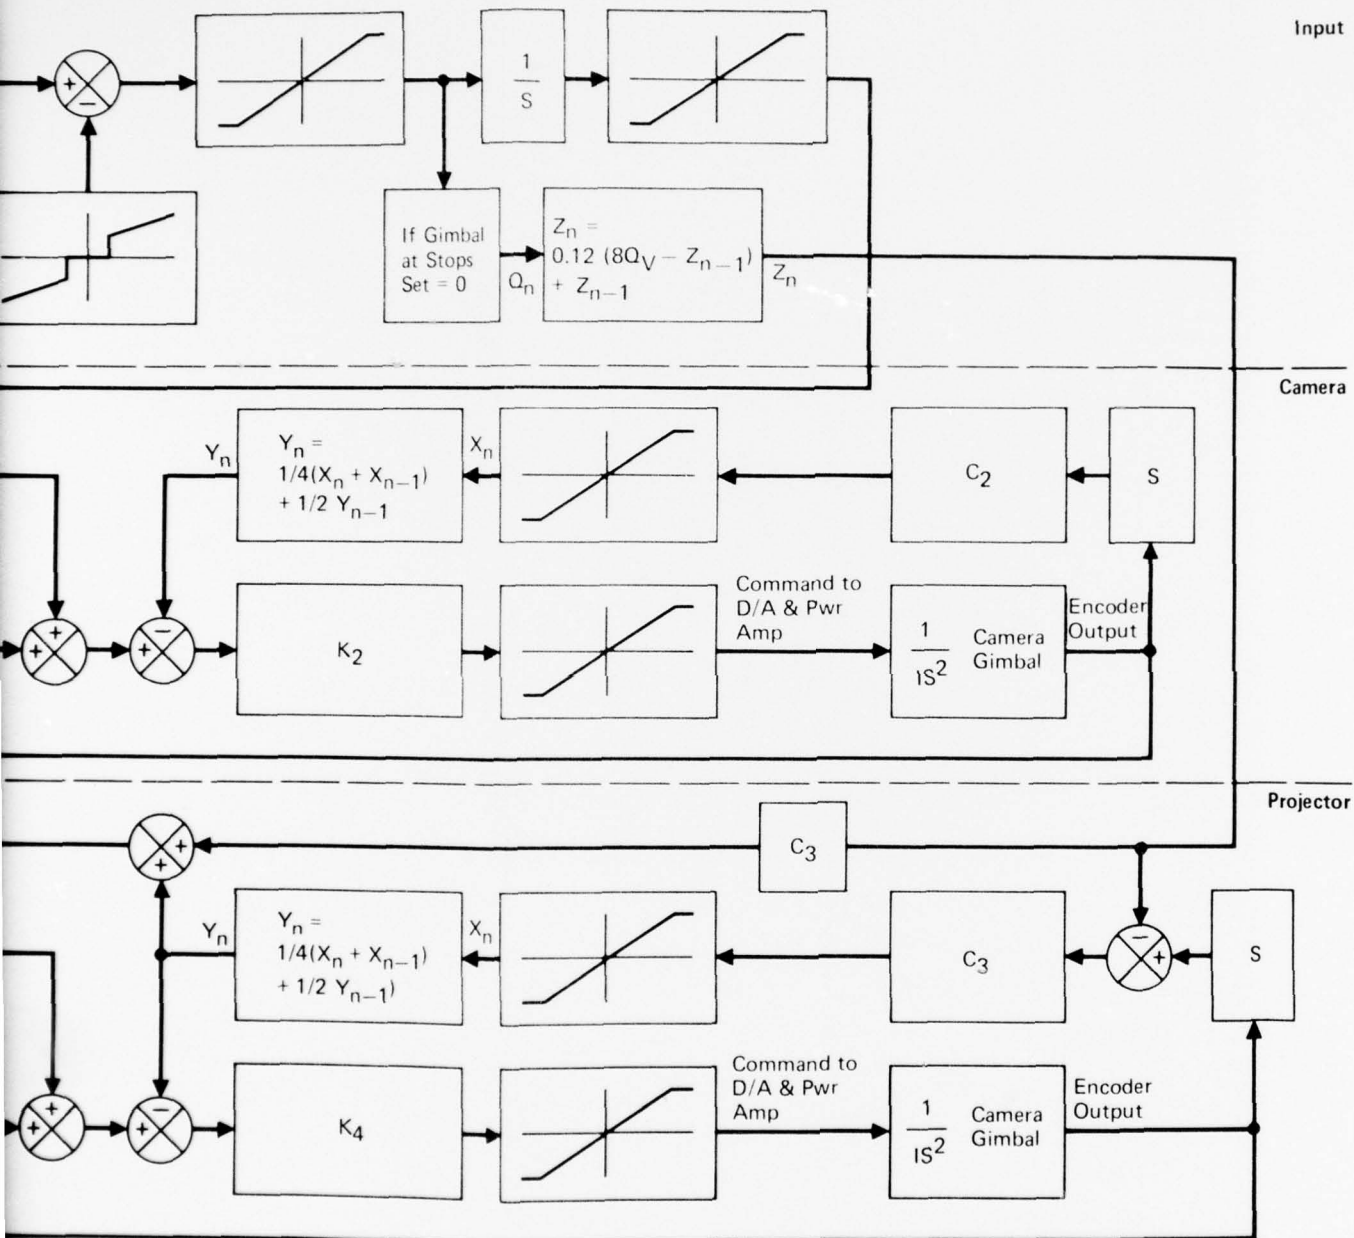 Input
+
−
1
S
If Gimbal
at Stops
Set = 0
Qn
Zn =
0.12 (8QV − Zn−1)
+ Zn−1
Zn
Camera
Yn
Yn =
1/4(Xn + Xn−1)
+ 1/2 Yn−1
Xn
C2
S
+
+
−
+
K2
Command to
D/A & Pwr
Amp
1
IS2
Camera
Gimbal
Encoder
Output
Projector
+
+
C3
Yn
Yn =
1/4(Xn + Xn−1)
+ 1/2 Yn−1)
Xn
C3
−
+
S
+
+
−
+
K4
Command to
D/A & Pwr
Amp
1
IS2
Camera
Gimbal
Encoder
Output